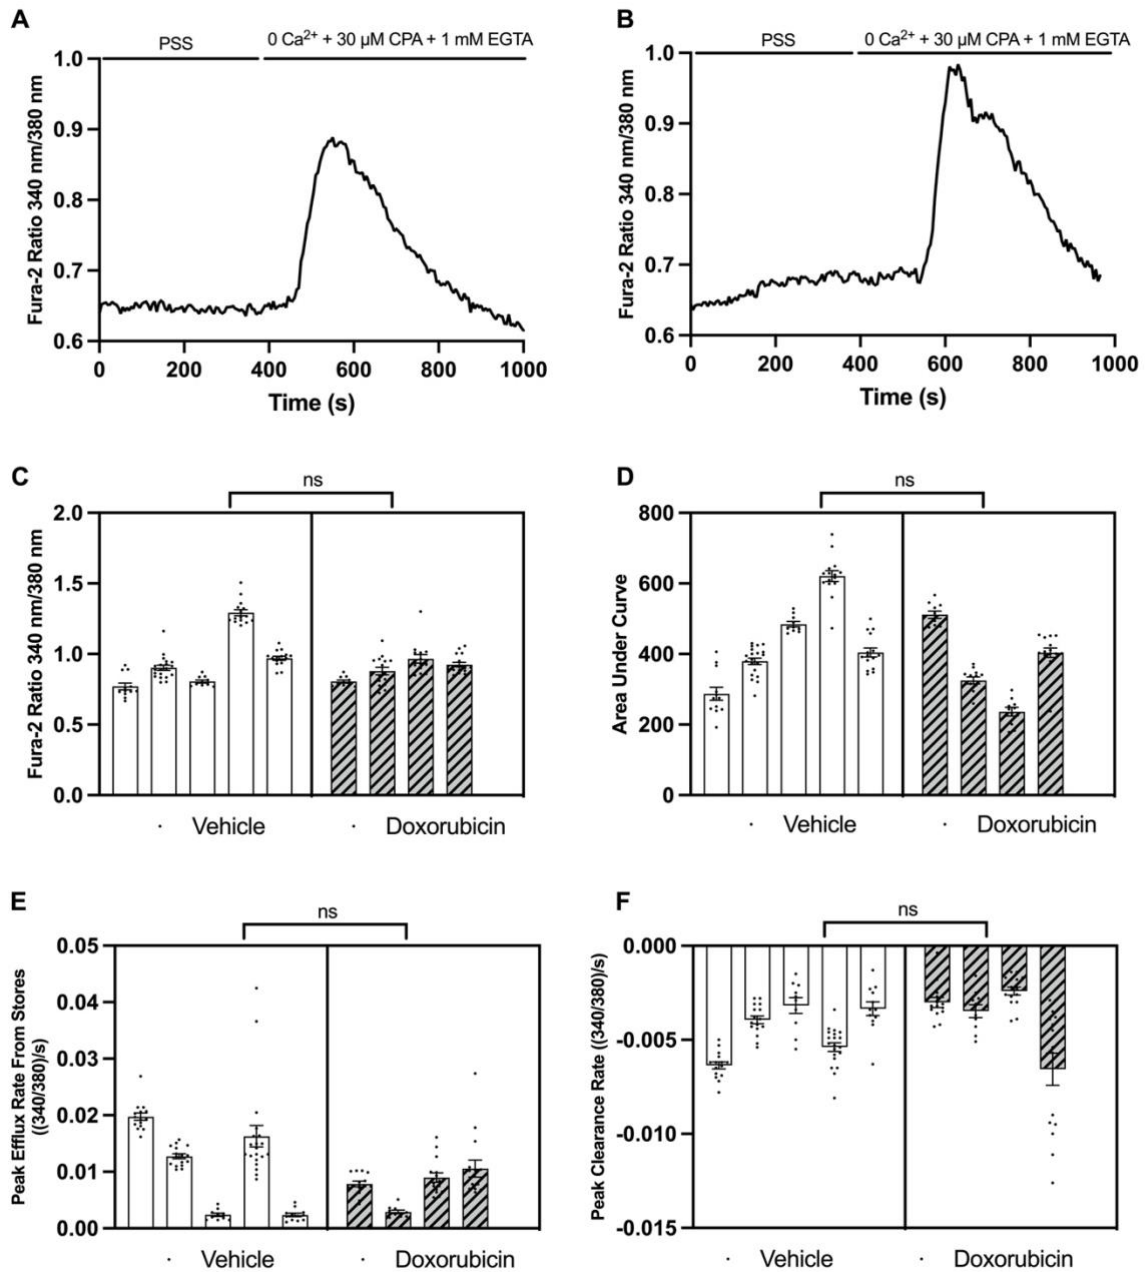 A
PSS
0 Ca²⁺ + 30 µM CPA + 1 mM EGTA
Fura-2 Ratio 340 nm/380 nm
1.0
0.9
0.8
0.7
0.6
0 200 400 600 800 1000
Time (s)
B
PSS
0 Ca²⁺ + 30 µM CPA + 1 mM EGTA
Fura-2 Ratio 340 nm/380 nm
1.0
0.9
0.8
0.7
0.6
0 200 400 600 800 1000
Time (s)
C
ns
Fura-2 Ratio 340 nm/380 nm
2.0
1.5
1.0
0.5
0.0
Vehicle Doxorubicin
D
ns
Area Under Curve
800
600
400
200
0
Vehicle Doxorubicin
E
ns
Peak Efflux Rate From Stores
((340/380)/s)
0.05
0.04
0.03
0.02
0.01
0.00
Vehicle Doxorubicin
F
ns
Peak Clearance Rate ((340/380)/s)
0.000
-0.005
-0.010
-0.015
Vehicle Doxorubicin